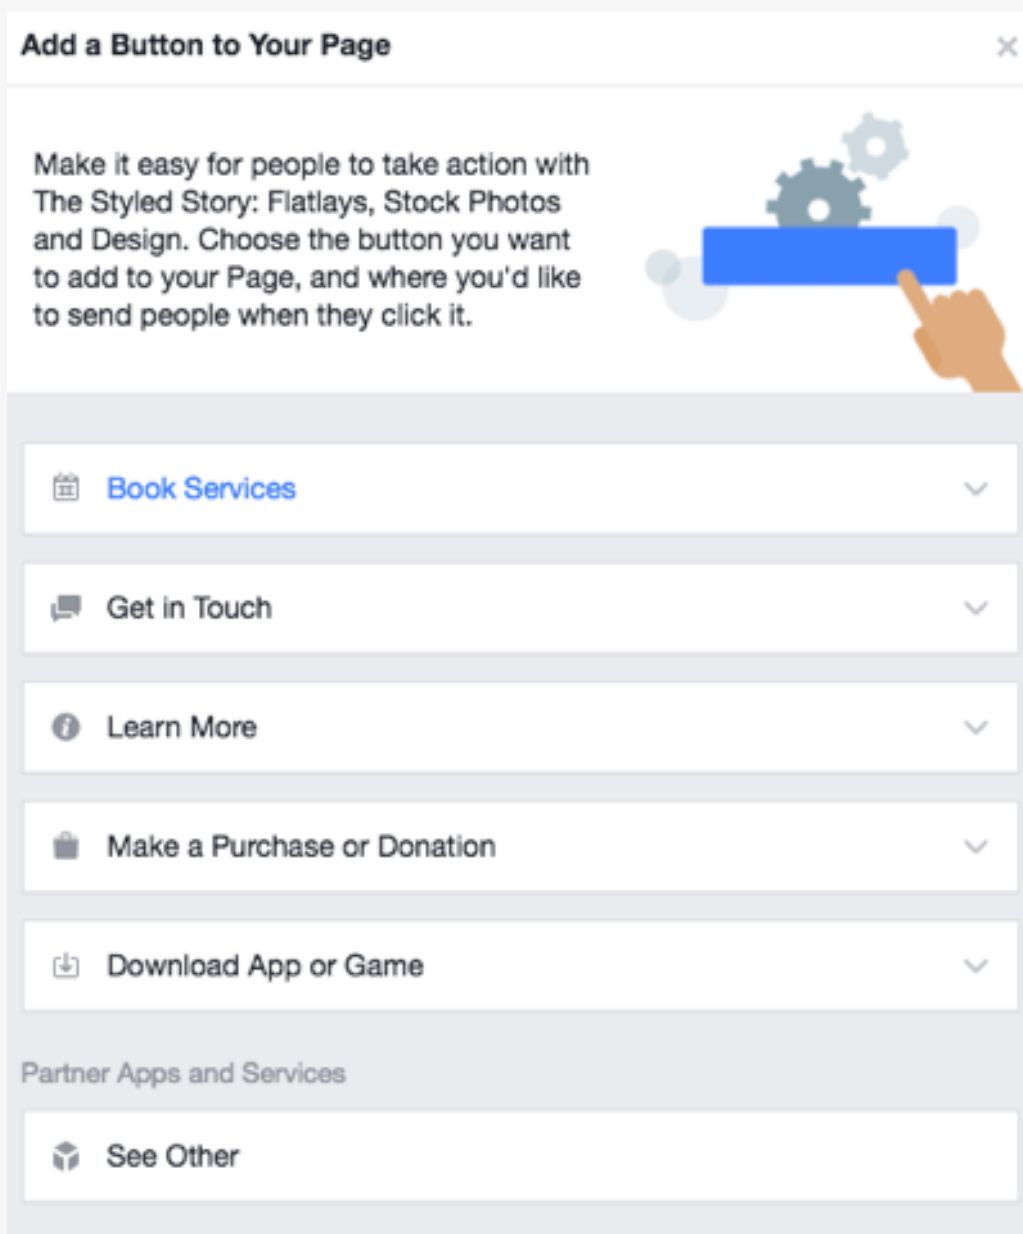 Add a Button to Your Page
Make it easy for people to take action with
The Styled Story: Flatlays, Stock Photos
and Design. Choose the button you want
to add to your Page, and where you'd like
to send people when they click it.
Book Services
Get in Touch
Learn More
Make a Purchase or Donation
Download App or Game
Partner Apps and Services
See Other